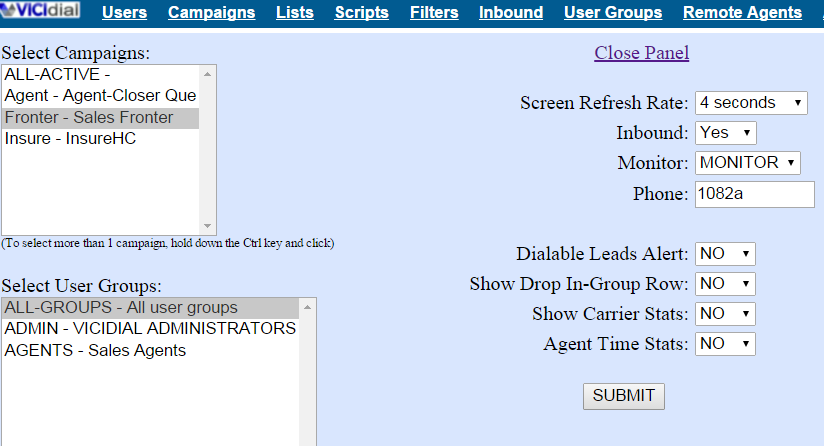 VICIdial Users Campaigns Lists Scripts Filters Inbound User Groups Remote Agents
Select Campaigns:
ALL-ACTIVE -
Agent - Agent-Closer Que
Fronter - Sales Fronter
Insure - InsureHC
(To select more than 1 campaign, hold down the Ctrl key and click)
Select User Groups:
ALL-GROUPS - All user groups
ADMIN - VICIDIAL ADMINISTRATORS
AGENTS - Sales Agents
Close Panel
Screen Refresh Rate: 4 seconds
Inbound: Yes
Monitor: MONITOR
Phone: 1082a
Dialable Leads Alert: NO
Show Drop In-Group Row: NO
Show Carrier Stats: NO
Agent Time Stats: NO
SUBMIT